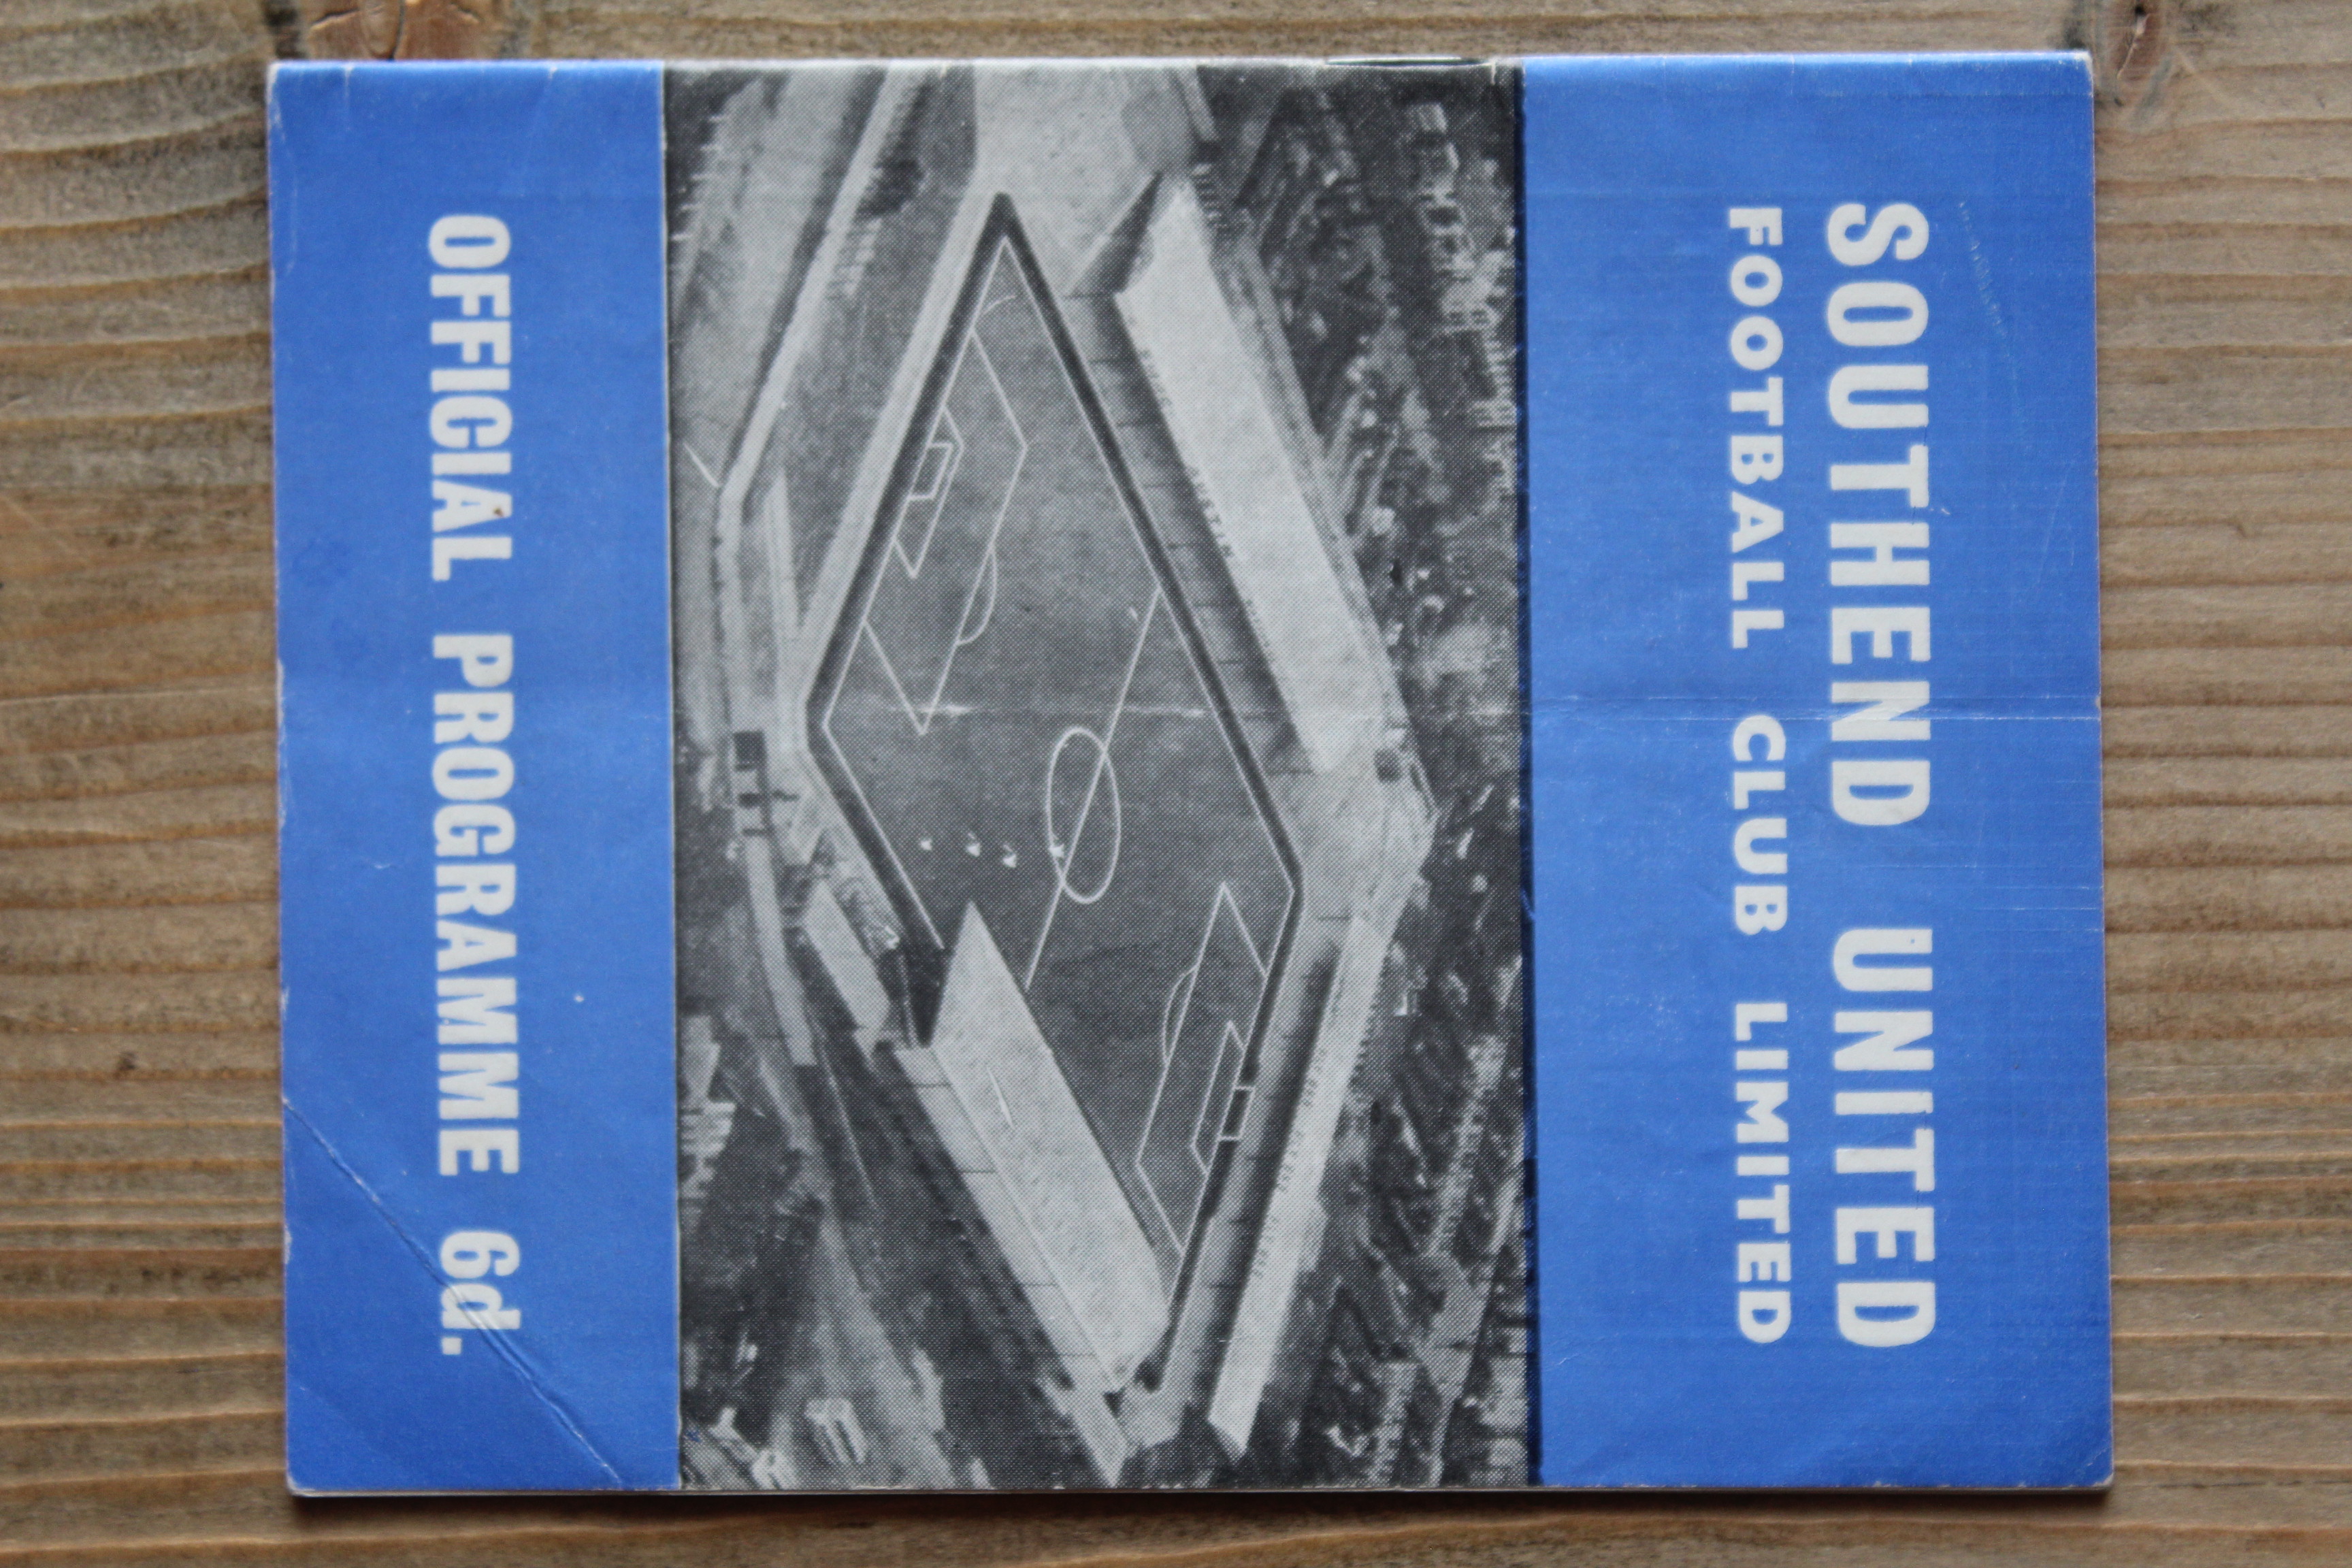 SOUTHEND UNITED
FOOTBALL CLUB LIMITED
OFFICIAL PROGRAMME 6d.